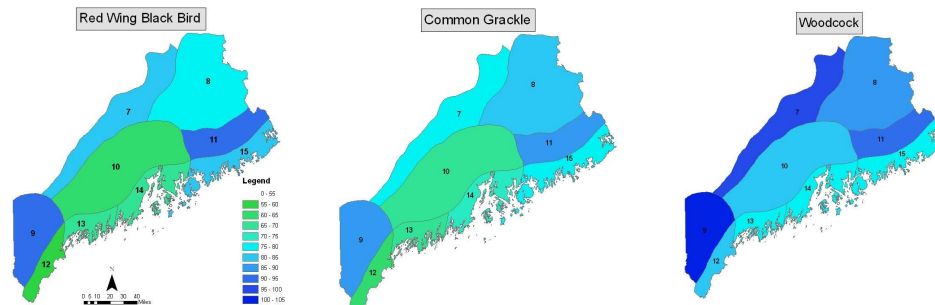 Red Wing Black Bird
Common Grackle
Woodcock
8
7
11
15
10
14
13
9
12
Legend
0 - 55
55 - 60
60 - 65
65 - 70
70 - 75
75 - 80
80 - 85
85 - 90
90 - 95
95 - 100
100 - 105
N
0 5 10 20 30 40
Miles
8
7
11
15
10
14
13
9
12
8
7
11
15
10
14
13
9
12